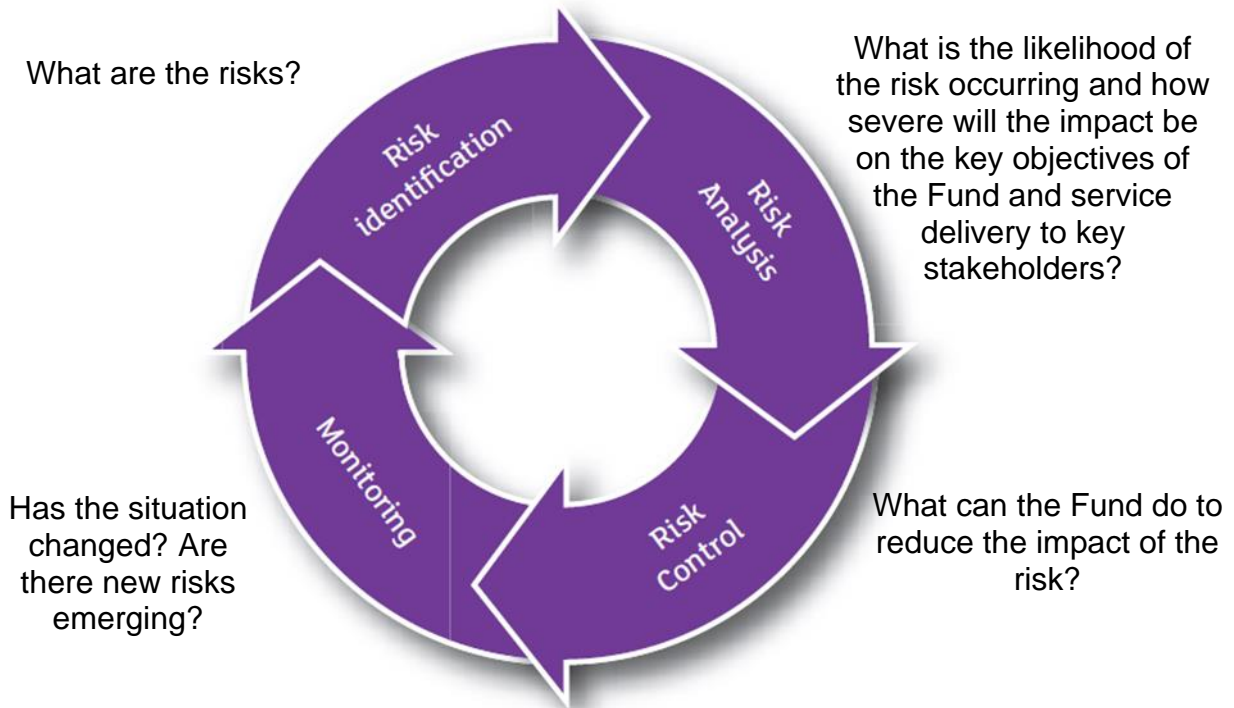 What are the risks?
What is the likelihood of
the risk occurring and how
severe will the impact be
on the key objectives of
the Fund and service
delivery to key
stakeholders?
Risk
identification
Risk
Analysis
Has the situation
changed? Are
there new risks
emerging?
Monitoring
Risk
Control
What can the Fund do to
reduce the impact of the
risk?